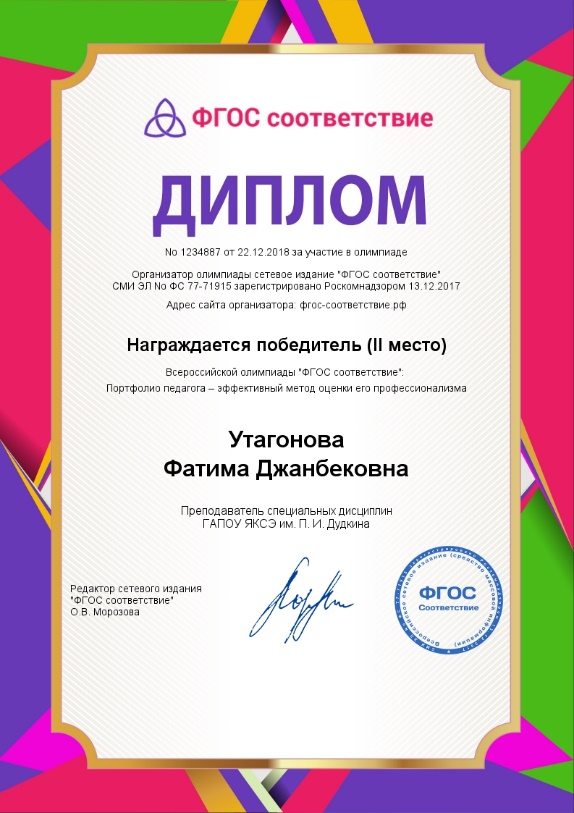 ФГОС соответствие
ДИПЛОМ
No 1234887 от 22.12.2018 за участие в олимпиаде
Организатор олимпиады сетевое издание "ФГОС соответствие"
СМИ ЭЛ No ФС 77-71915 зарегистрировано Роскомнадзором 13.12.2017
Адрес сайта организатора: фгос-соответствие.рф
Награждается победитель (II место)
Всероссийской олимпиады "ФГОС соответствие":
Портфолио педагога – эффективный метод оценки его профессионализма
Утагонова
Фатима Джанбековна
Преподаватель специальных дисциплин
ГАПОУ ЯКСЭ им. П. И. Дудкина
Редактор сетевого издания
"ФГОС соответствие"
О.В. Морозова
ФГОС
Соответствие